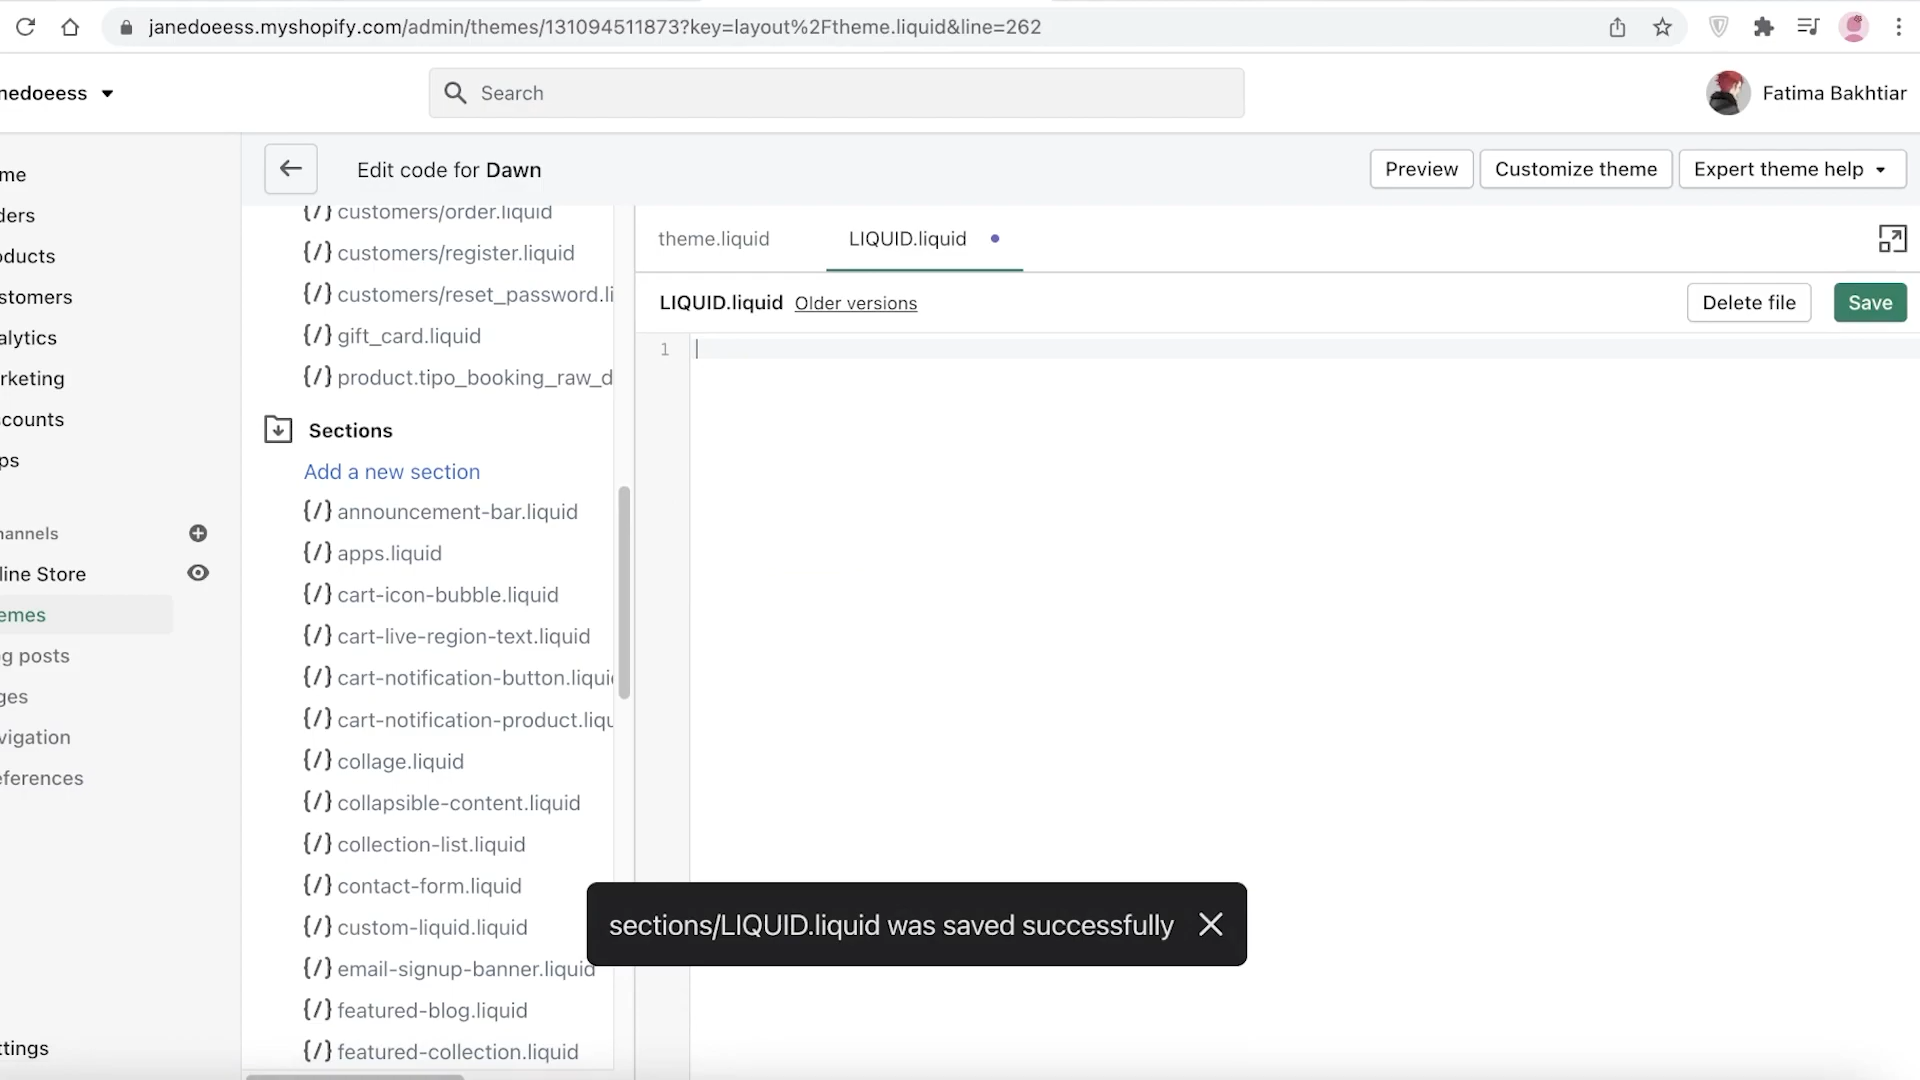 janedoeess.myshopify.com/admin/themes/131094511873?key=layout%2Ftheme.liquid&line=262
nedoeess
Search
Fatima Bakhtiar
Edit code for Dawn
Preview
Customize theme
Expert theme help
me
ders
oducts
stomers
alytics
rketing
counts
ps
hannels
line Store
emes
g posts
ges
vigation
eferences
ttings
{/} customers/order.liquid
{/} customers/register.liquid
{/} customers/reset_password.li
{/} gift_card.liquid
{/} product.tipo_booking_raw_d
Sections
Add a new section
{/} announcement-bar.liquid
{/} apps.liquid
{/} cart-icon-bubble.liquid
{/} cart-live-region-text.liquid
{/} cart-notification-button.liqui
{/} cart-notification-product.liqu
{/} collage.liquid
{/} collapsible-content.liquid
{/} collection-list.liquid
{/} contact-form.liquid
{/} custom-liquid.liquid
{/} email-signup-banner.liquid
{/} featured-blog.liquid
{/} featured-collection.liquid
theme.liquid
LIQUID.liquid
LIQUID.liquid Older versions
Delete file
Save
1
sections/LIQUID.liquid was saved successfully